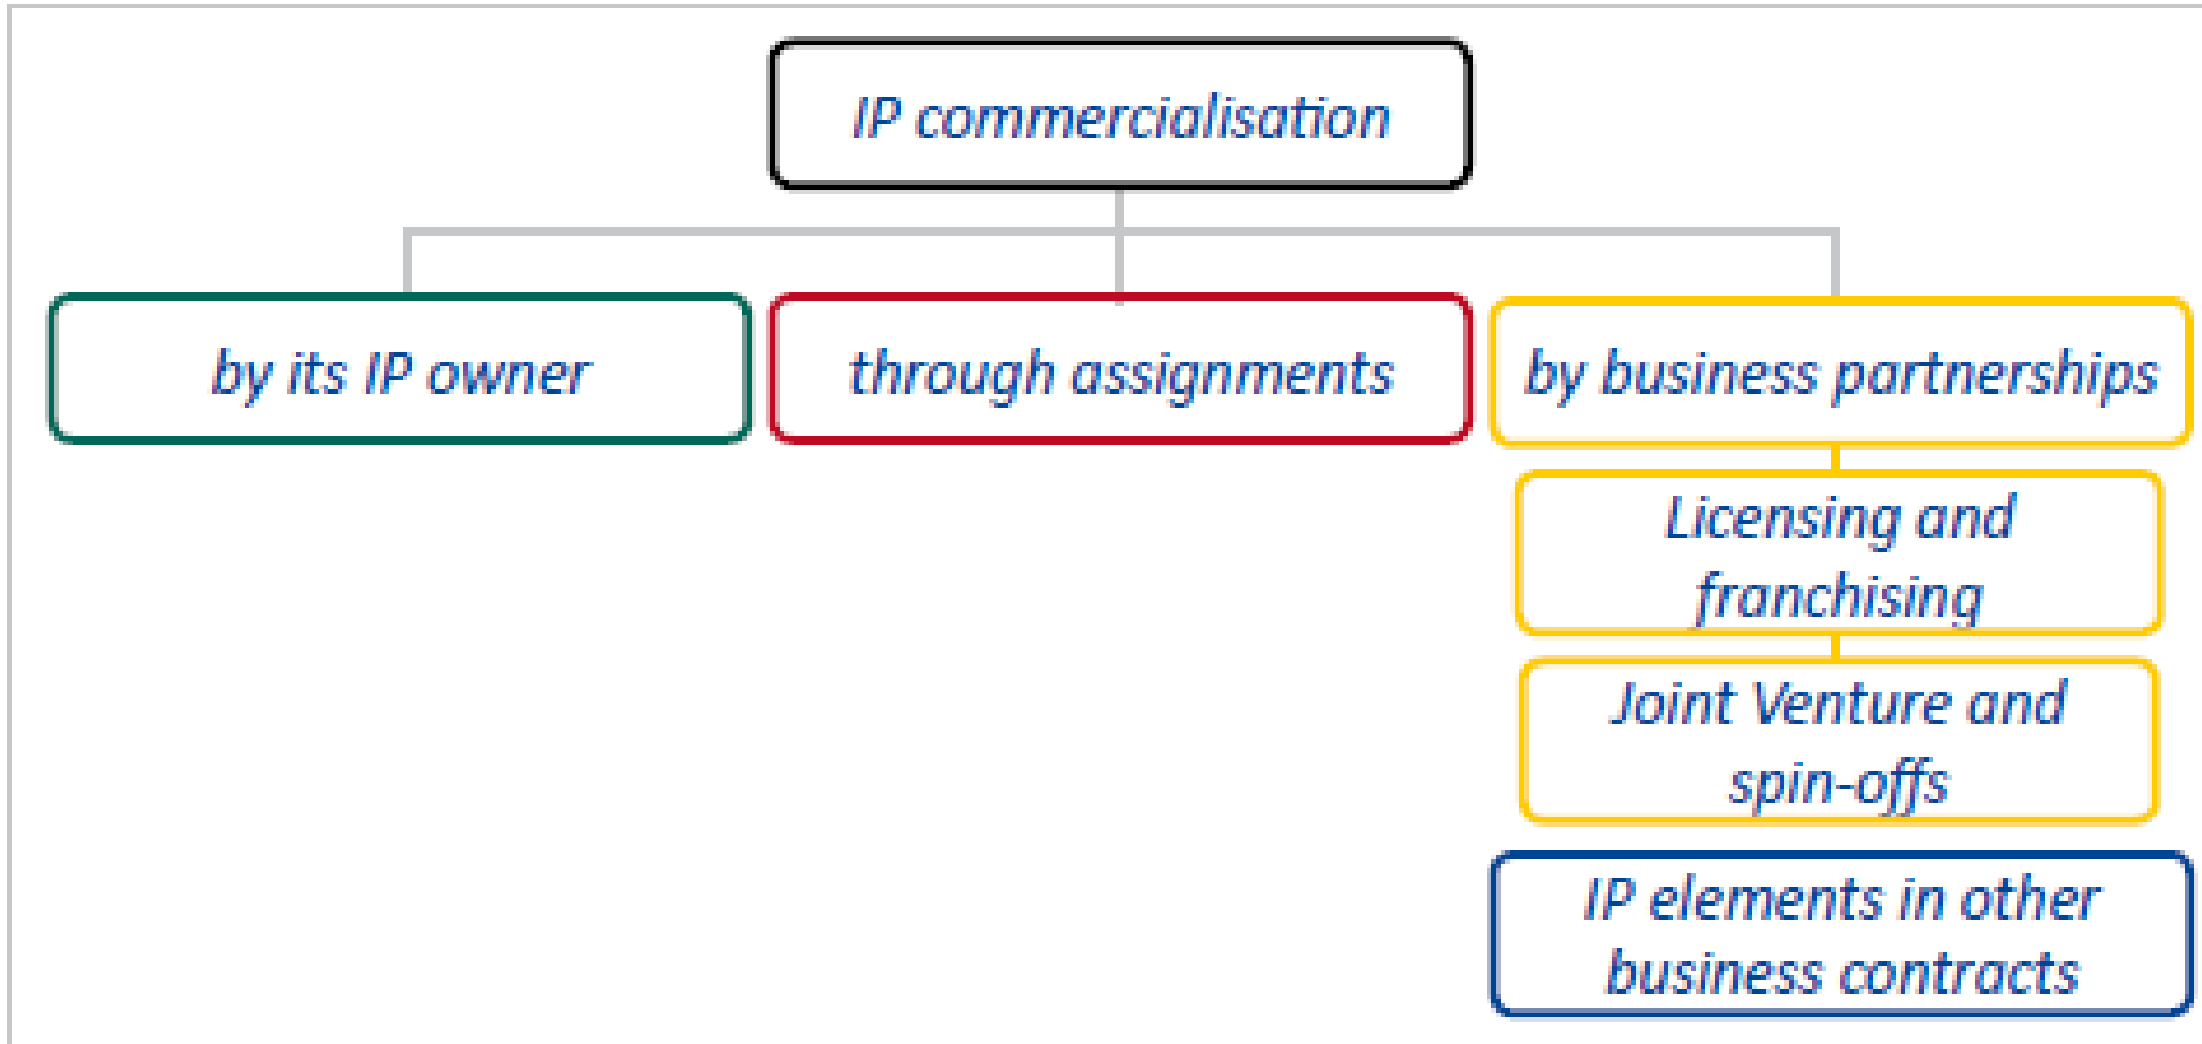 IP commercialisation
by its IP owner
through assignments
by business partnerships
Licensing and
franchising
Joint Venture and
spin-offs
IP elements in other
business contracts